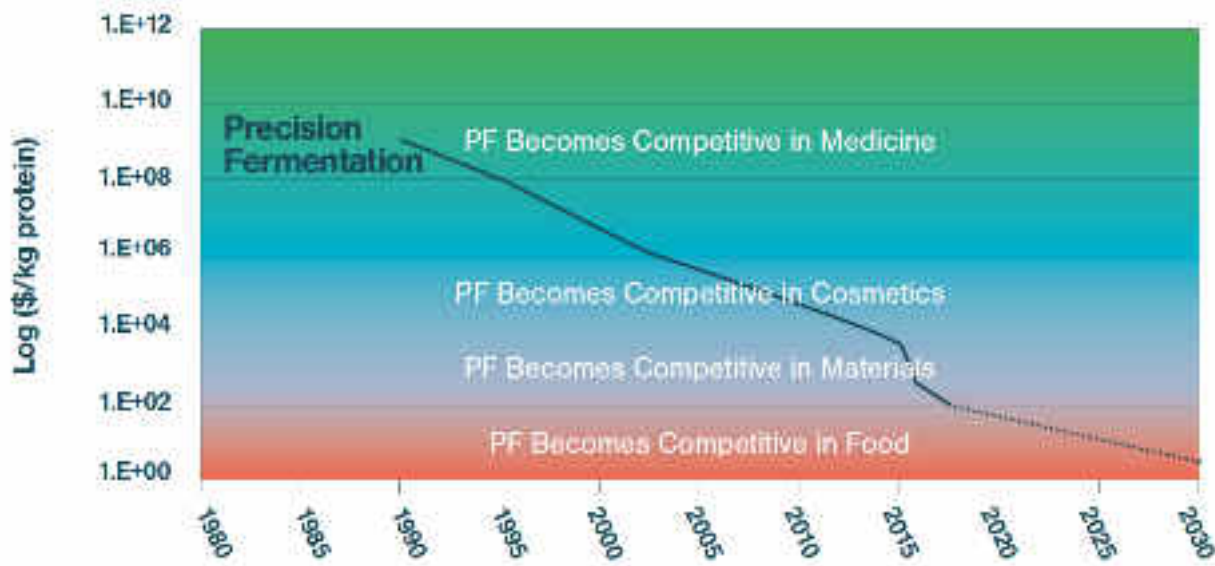 1.E+12
1.E+10
1.E+08
1.E+06
1.E+04
1.E+02
1.E+00
Log ($/kg protein)
Precision
Fermentation
PF Becomes Competitive in Medicine
PF Becomes Competitive in Cosmetics
PF Becomes Competitive in Materials
PF Becomes Competitive in Food
1980
1985
1990
1995
2000
2005
2010
2015
2020
2025
2030